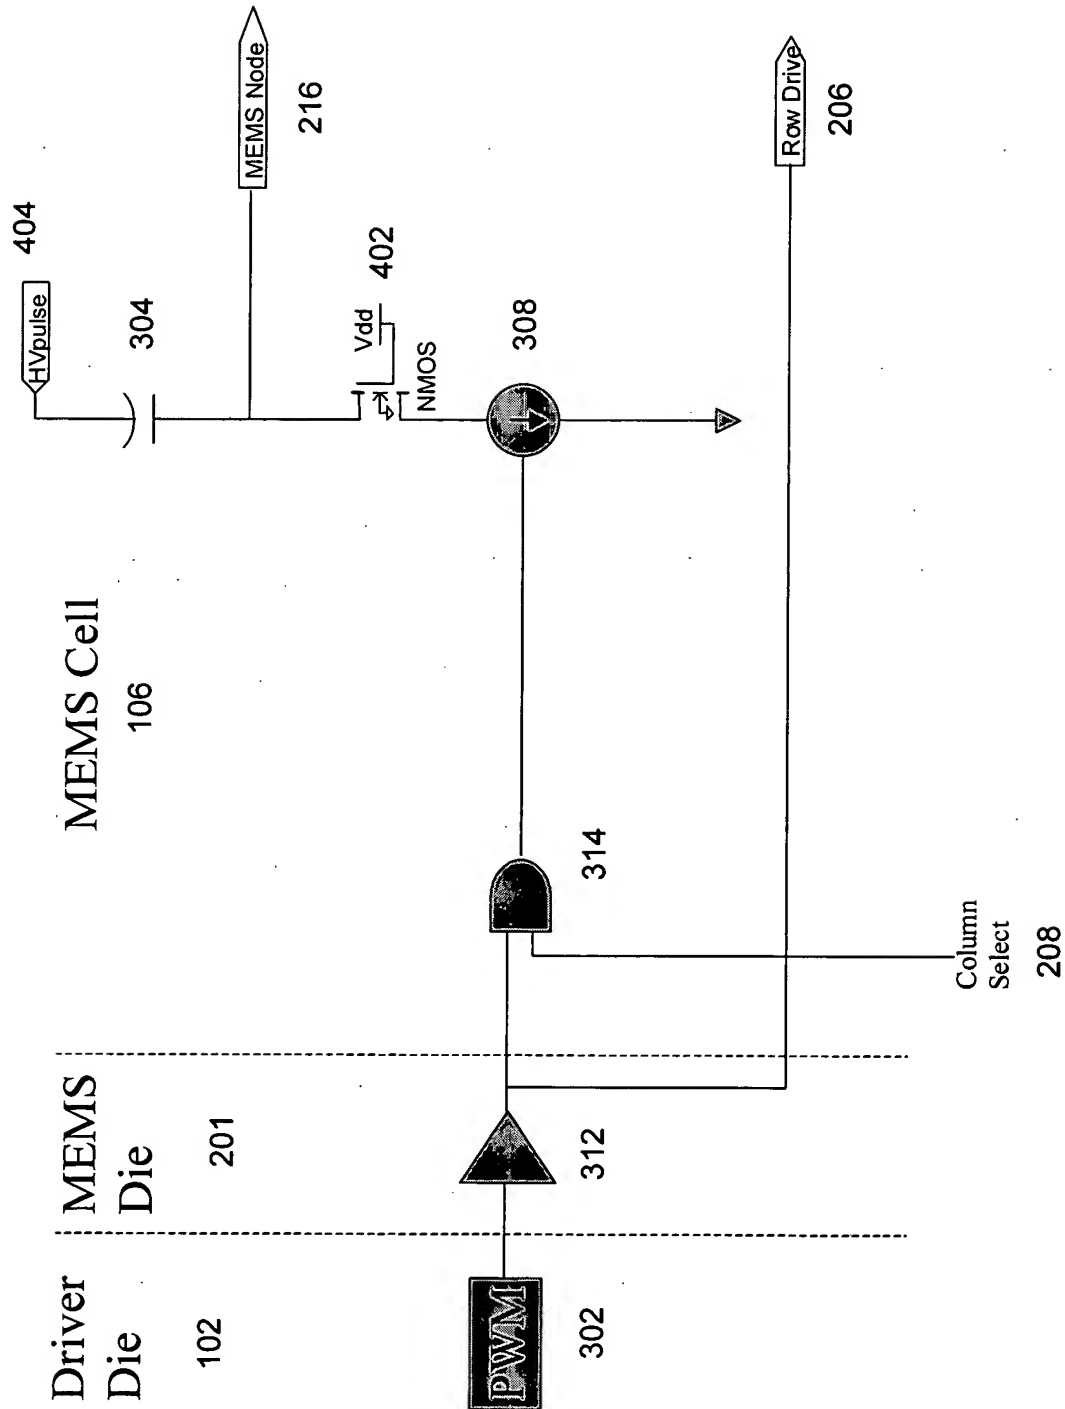 Driver
Die
102
MEMS
Die
201
MEMS Cell
106
HVpulse
404
304
MEMS Node
216
Vdd
402
NMOS
308
PWM
302
312
314
Column
Select
208
Row Drive
206